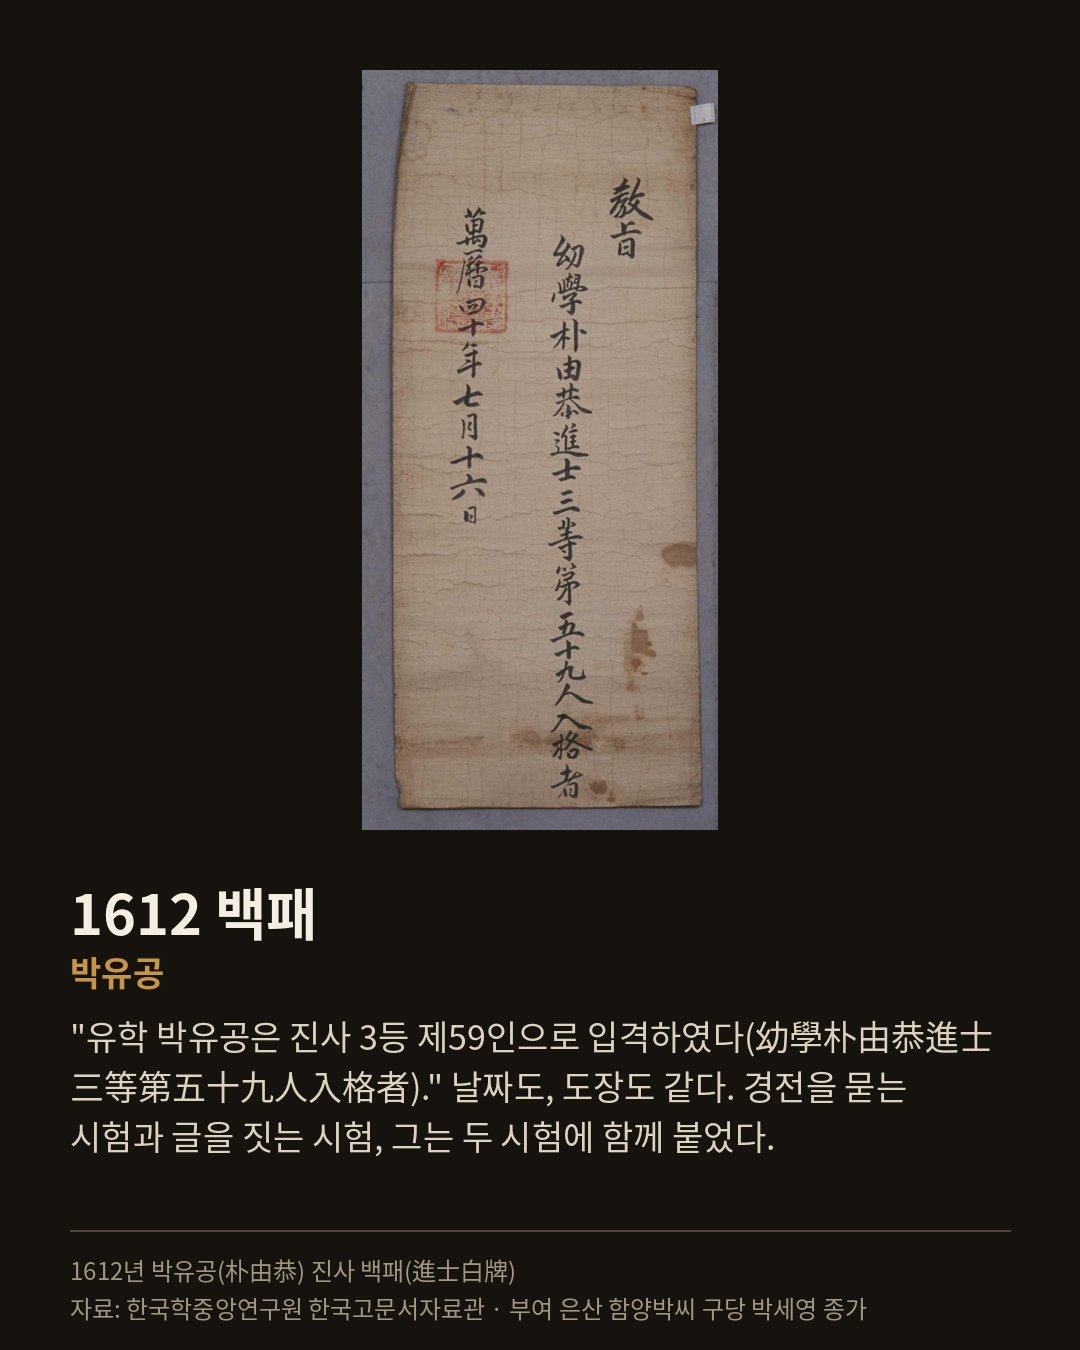 敎旨
幼學朴由恭進士三等第五十九人入格者
萬曆四十年七月十六日
1612 백패
박유공
"유학 박유공은 진사 3등 제59인으로 입격하였다(幼學朴由恭進士
三等第五十九人入格者)." 날짜도, 도장도 같다. 경전을 묻는
시험과 글을 짓는 시험, 그는 두 시험에 함께 붙었다.
1612년 박유공(朴由恭) 진사 백패(進士白牌)
자료: 한국학중앙연구원 한국고문서자료관 · 부여 은산 함양박씨 구당 박세영 종가